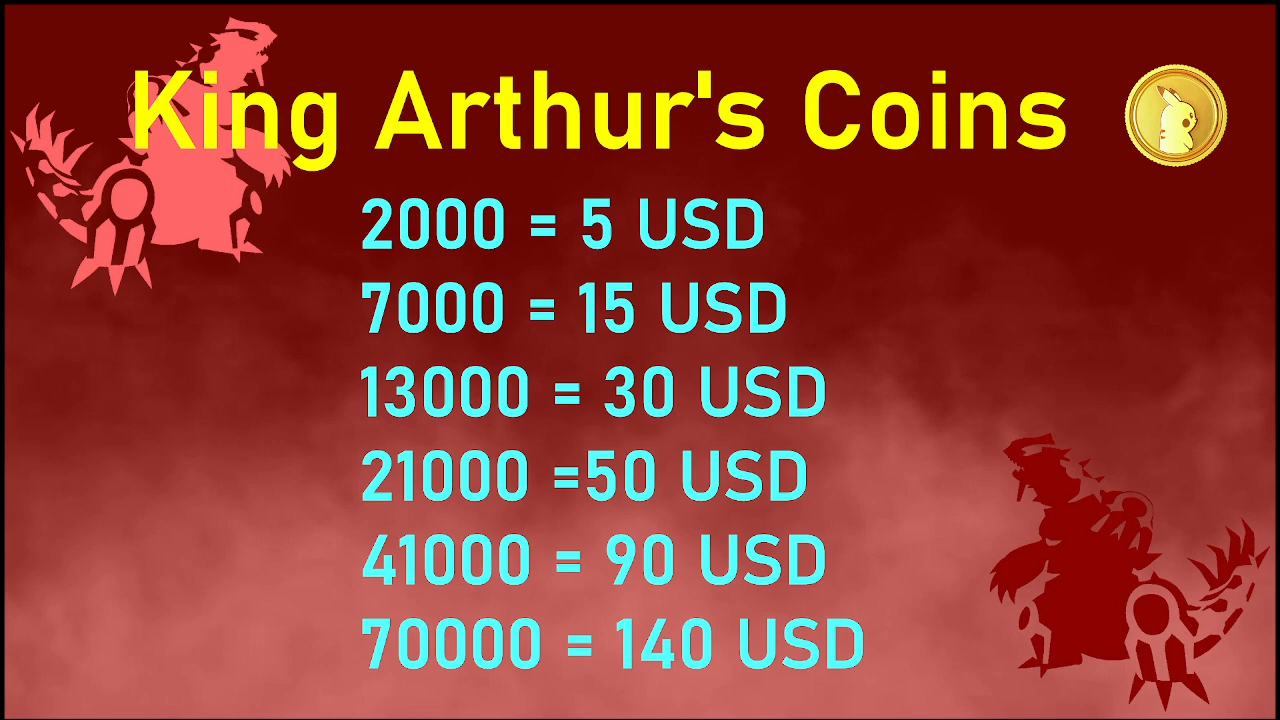 King Arthur's Coins
2000 = 5 USD
7000 = 15 USD
13000 = 30 USD
21000 =50 USD
41000 = 90 USD
70000 = 140 USD